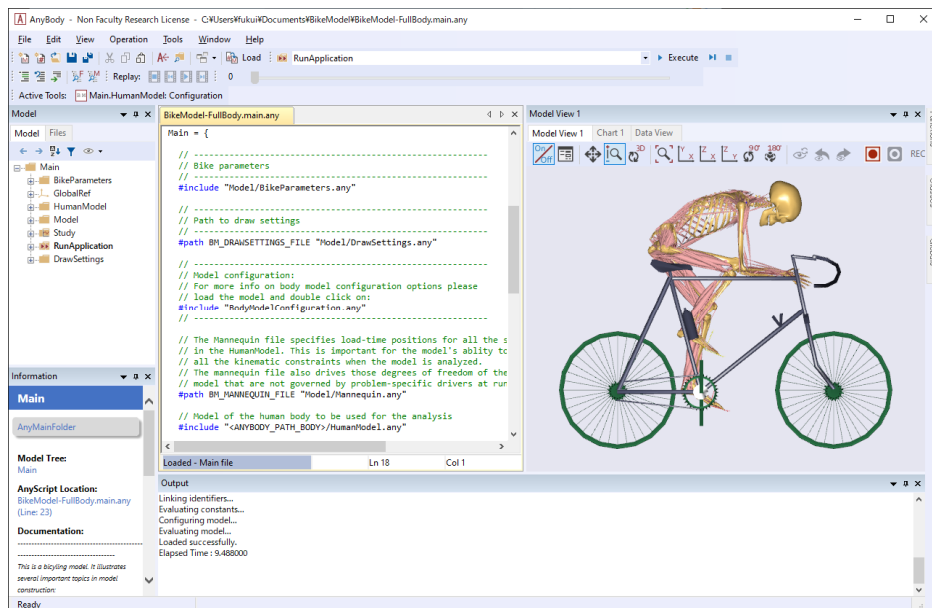 AnyBody - Non Faculty Research License - C:¥Users¥fukui¥Documents¥BikeModel¥BikeModel-FullBody.main.any
File Edit View Operation Tools Window Help
Load RunApplication Execute
Replay: 0
Active Tools: Main.HumanModel: Configuration
Model
Model Files
Main
BikeParameters
GlobalRef
HumanModel
Model
Study
RunApplication
DrawSettings
BikeModel-FullBody.main.any
Main = {
// -----------------------------------------------
// Bike parameters
// -----------------------------------------------
#include "Model/BikeParameters.any"
// -----------------------------------------------
// Path to draw settings
// -----------------------------------------------
#path BM_DRAWSETTINGS_FILE "Model/DrawSettings.any"
// -----------------------------------------------
// Model configuration:
// For more info on body model configuration options please
// load the model and double click on:
#include "BodyModelConfiguration.any"
// -----------------------------------------------
// The Mannequin file specifies load-time positions for all the s
// in the HumanModel. This is important for the model's ablity to
// all the kinematic constraints when the model is analyzed.
// The mannequin file also drives those degrees of freedom of the
// model that are not governed by problem-specific drivers at run
#path BM_MANNEQUIN_FILE "Model/Mannequin.any"
// Model of the human body to be used for the analysis
#include "<ANYBODY_PATH_BODY>/HumanModel.any"
Loaded - Main file Ln 18 Col 1
Model View 1
Model View 1 Chart 1 Data View
On/Off 3D Y X Z X Z Y 90° 180° REC
Information
Main
AnyMainFolder
Model Tree:
Main
AnyScript Location:
BikeModel-FullBody.main.any
(Line: 23)
Documentation:
This is a bicyling model. It illustrates
several important topics in model
construction:
Output
Linking identifiers...
Evaluating constants...
Configuring model...
Evaluating model...
Loaded successfully.
Elapsed Time : 9.488000
Ready